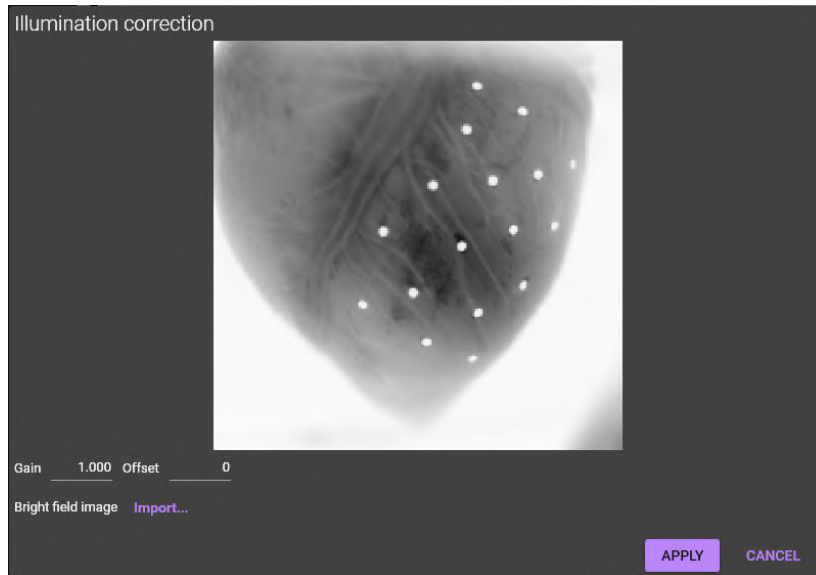 Illumination correction
Gain 1.000 Offset 0
Bright field image Import...
APPLY CANCEL